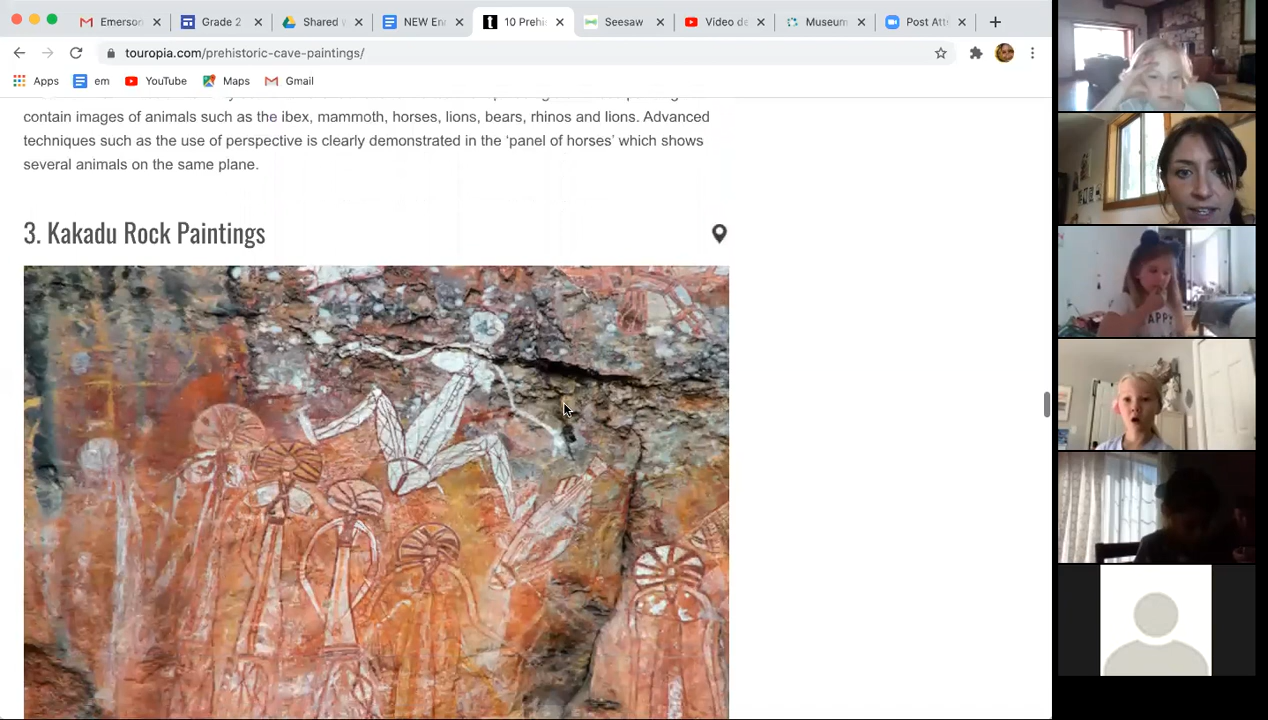 Emerson
Grade 2
Shared
NEW En
10 Prehi
Seesaw
Video de
Museum
Post Att
touropia.com/prehistoric-cave-paintings/
Apps em YouTube Maps Gmail
contain images of animals such as the ibex, mammoth, horses, lions, bears, rhinos and lions. Advanced
techniques such as the use of perspective is clearly demonstrated in the ‘panel of horses’ which shows
several animals on the same plane.
3. Kakadu Rock Paintings